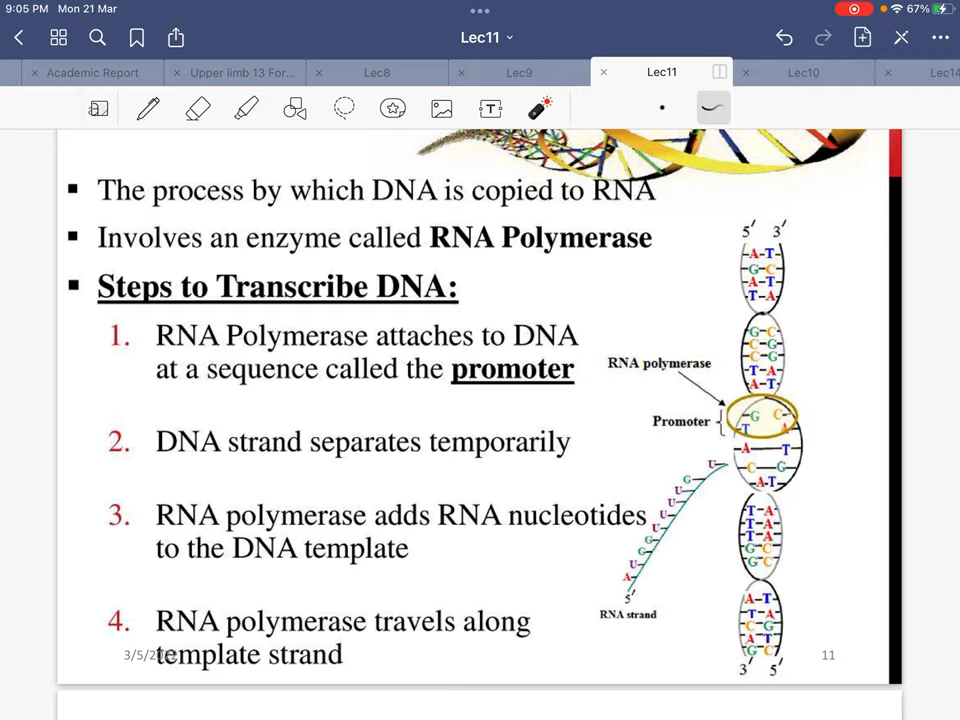 9:05 PM Mon 21 Mar
67%
Lec11
Academic Report
Upper limb 13 For...
Lec8
Lec9
Lec11
Lec10
Lec14
The process by which DNA is copied to RNA
Involves an enzyme called RNA Polymerase
Steps to Transcribe DNA:
1. RNA Polymerase attaches to DNA
at a sequence called the promoter
2. DNA strand separates temporarily
3. RNA polymerase adds RNA nucleotides
to the DNA template
4. RNA polymerase travels along
template strand
3/5/20
11
5′ 3′
A-T
G-C
A-T
T-A
G-C
C-G
C-G
T-A
A-T
RNA polymerase
Promoter
G C
T A
A T
C G
A-T
T-A
T-A
T-A
G-C
G-C
A-T
T-A
C-G
A-T
G-C
3′ 5′
U
G
U
U
U
U
G
G
U
A
5′
RNA strand